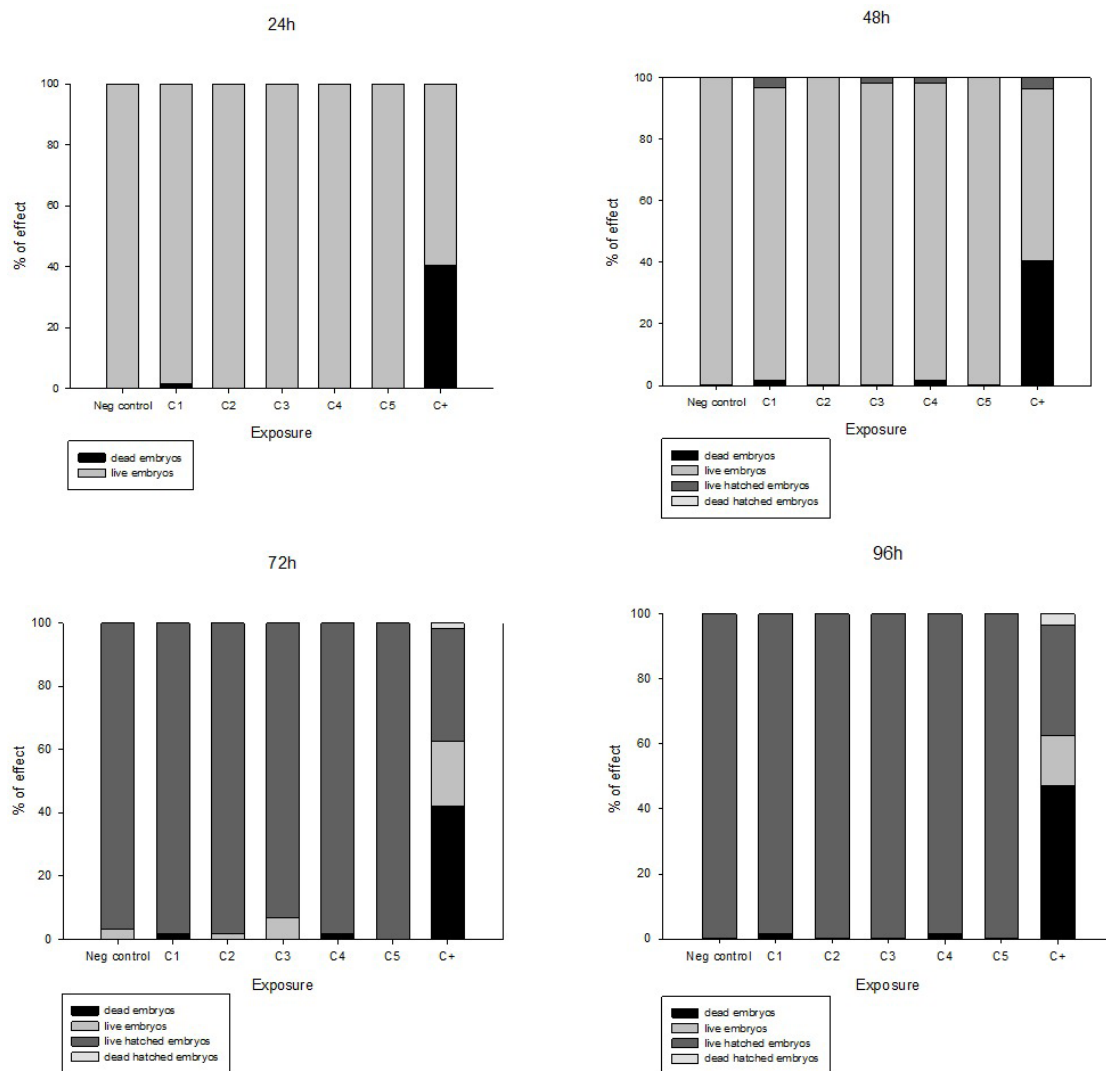 24h
100
80
60
40
20
0
% of effect
Neg control C1 C2 C3 C4 C5 C+
Exposure
dead embryos
live embryos
48h
100
80
60
40
20
0
% of effect
Neg control C1 C2 C3 C4 C5 C+
Exposure
dead embryos
live embryos
live hatched embryos
dead hatched embryos
72h
100
80
60
40
20
0
% of effect
Neg control C1 C2 C3 C4 C5 C+
Exposure
dead embryos
live embryos
live hatched embryos
dead hatched embryos
96h
100
80
60
40
20
0
% of effect
Neg control C1 C2 C3 C4 C5 C+
Exposure
dead embryos
live embryos
live hatched embryos
dead hatched embryos